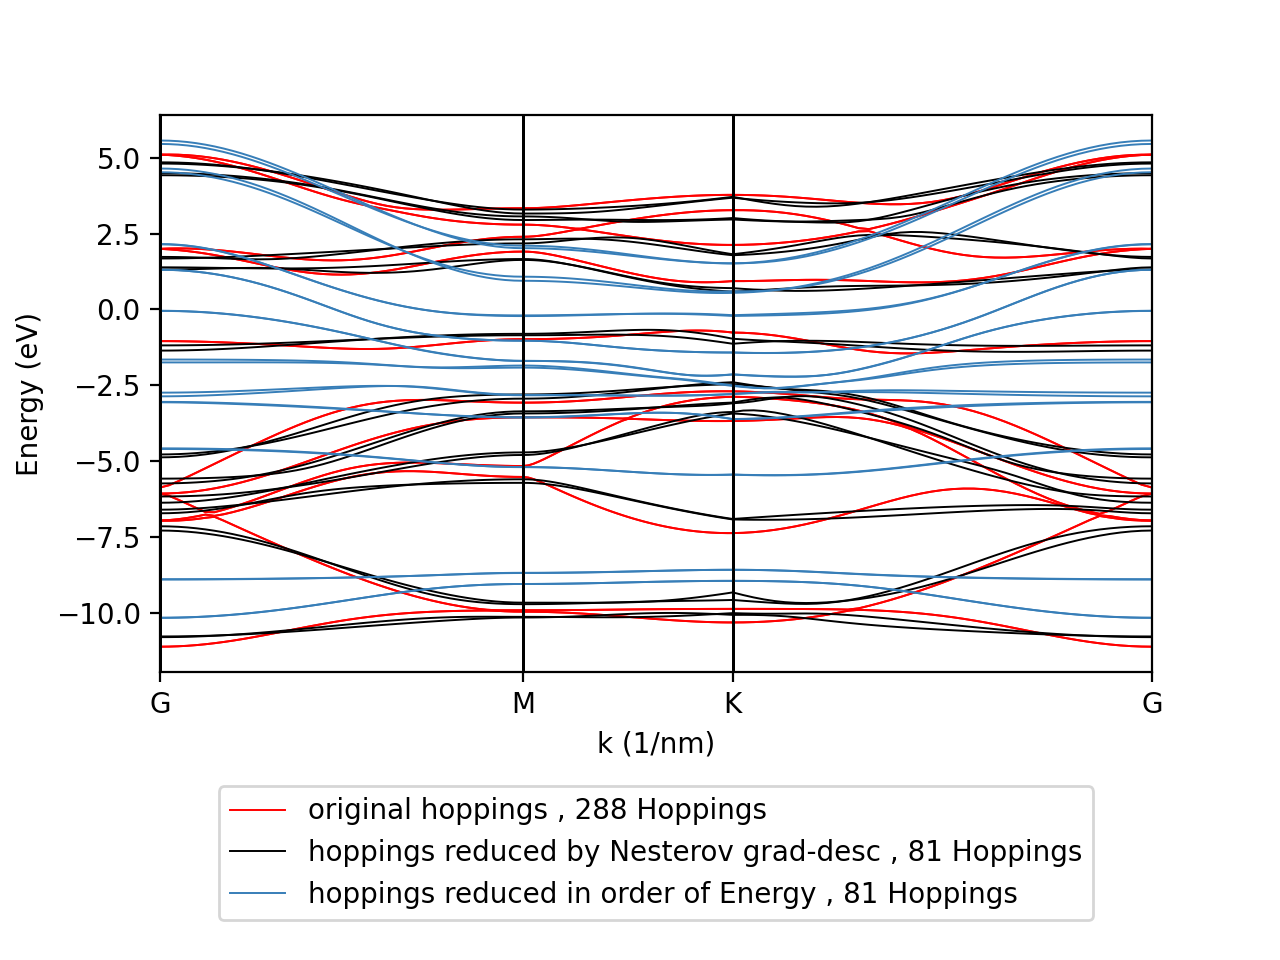 5.0
2.5
0.0
−2.5
−5.0
−7.5
−10.0
Energy (eV)
G M K G
k (1/nm)
original hoppings , 288 Hoppings
hoppings reduced by Nesterov grad-desc , 81 Hoppings
hoppings reduced in order of Energy , 81 Hoppings